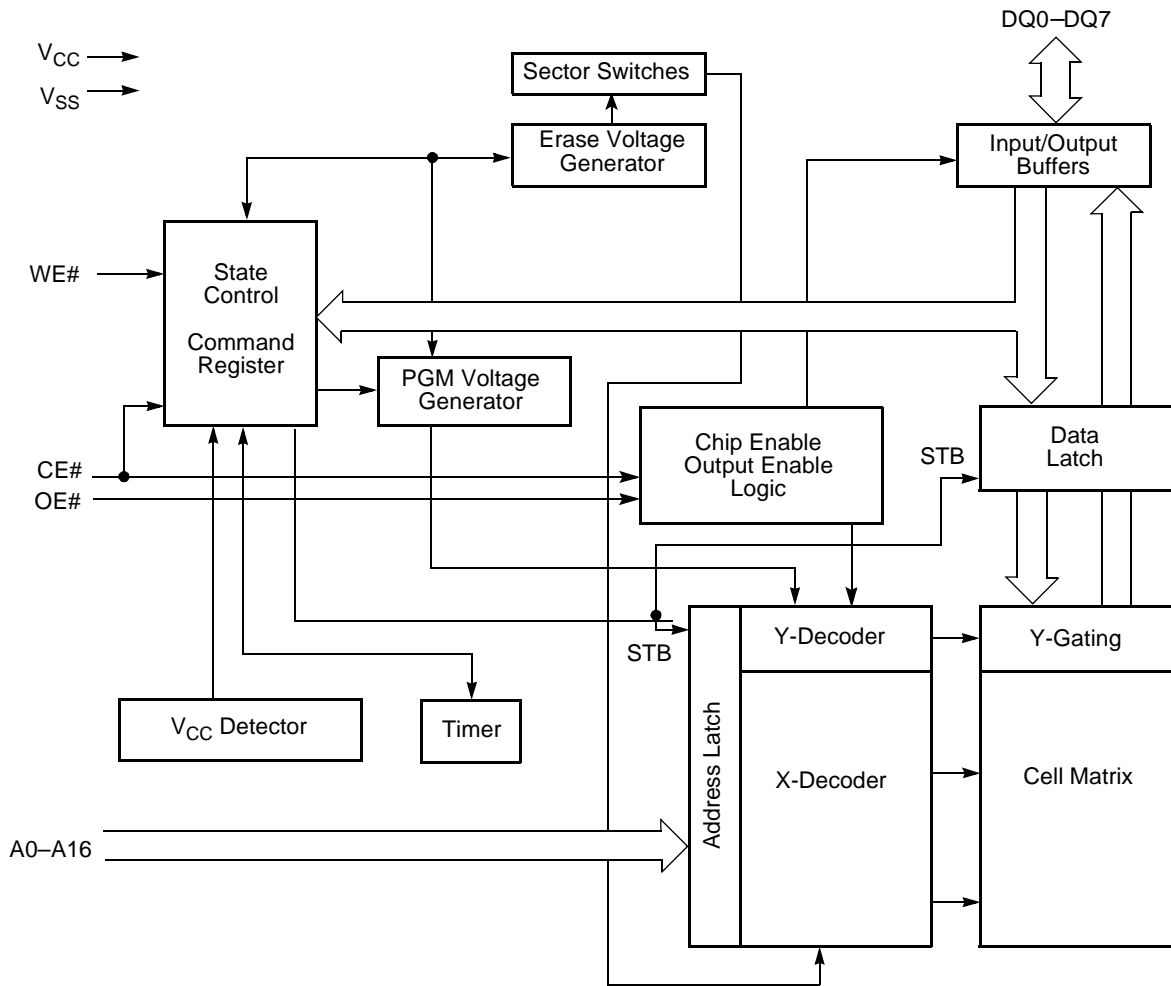 DQ0–DQ7
VCC
VSS
Sector Switches
Erase Voltage
Generator
Input/Output
Buffers
WE#
State
Control
Command
Register
PGM Voltage
Generator
Chip Enable
Output Enable
Logic
STB
Data
Latch
CE#
OE#
STB
Y-Decoder
Y-Gating
VCC Detector
Timer
Address Latch
X-Decoder
Cell Matrix
A0–A16